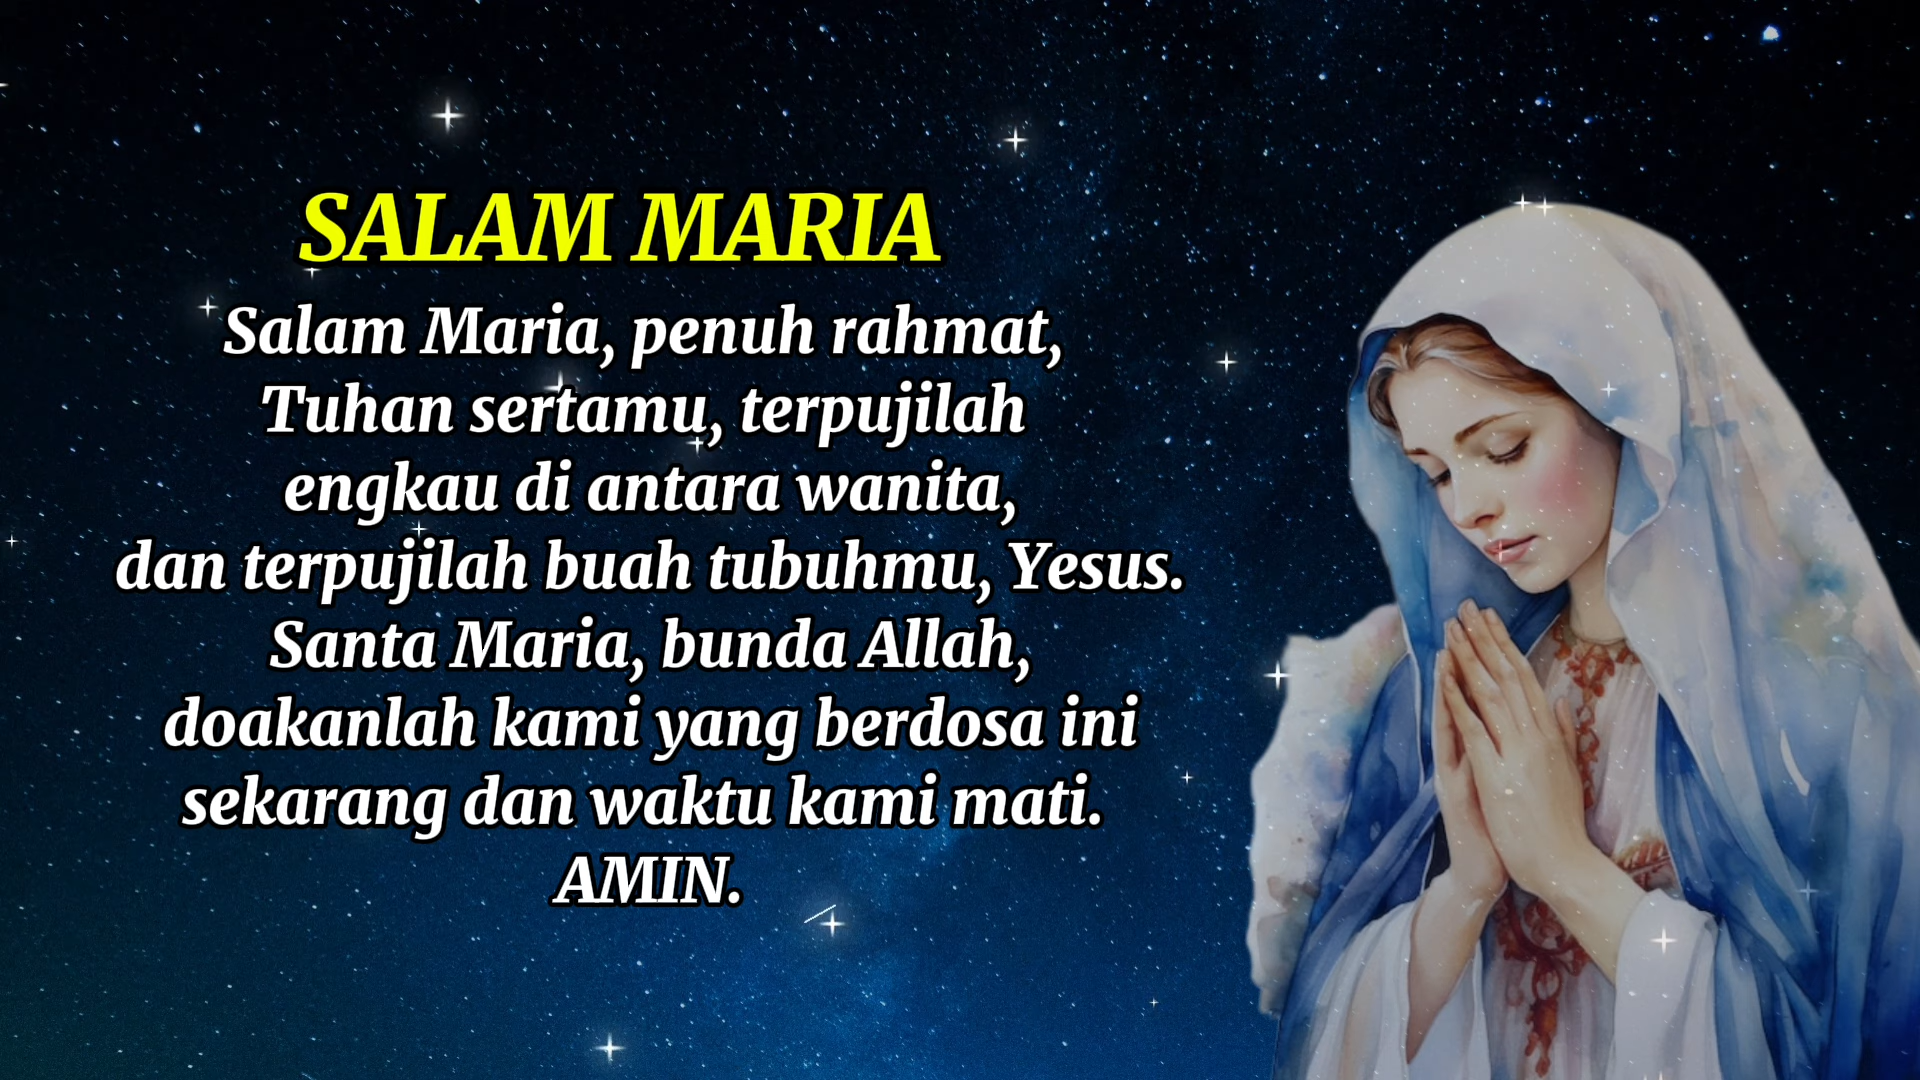 SALAM MARIA
Salam Maria, penuh rahmat,
Tuhan sertamu, terpujilah
engkau di antara wanita,
dan terpujilah buah tubuhmu, Yesus.
Santa Maria, bunda Allah,
doakanlah kami yang berdosa ini
sekarang dan waktu kami mati.
AMIN.